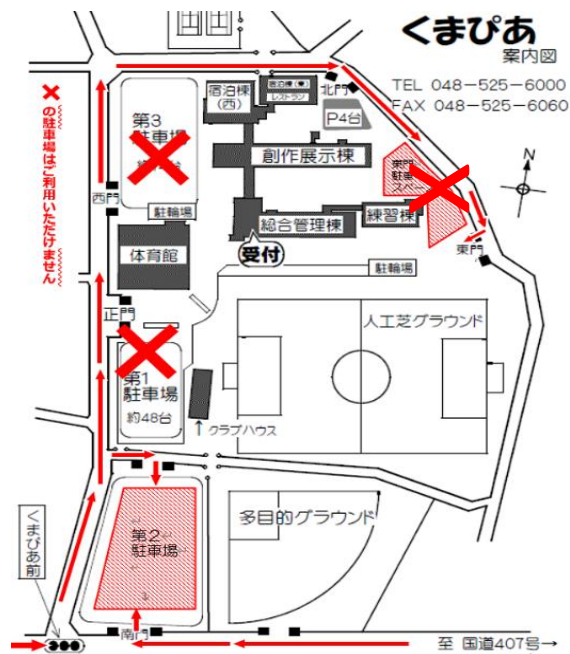 くまぴあ
案内図
TEL 048-525-6000
FAX 048-525-6060
宿泊棟
(西)
宿泊棟(東)
レストラン
北門
P4台
第3
駐車場
×の駐車場はご利用いただけません
創作展示棟
東門
駐車
スペー
N
西門
駐輪場
総合管理棟
練習棟
東門
体育館
受付
駐輪場
正門
人工芝グラウンド
第1
駐車場
約48台
↑クラブハウス
多目的グラウンド
第2
駐車場
くまぴあ前
南門
至 国道407号→